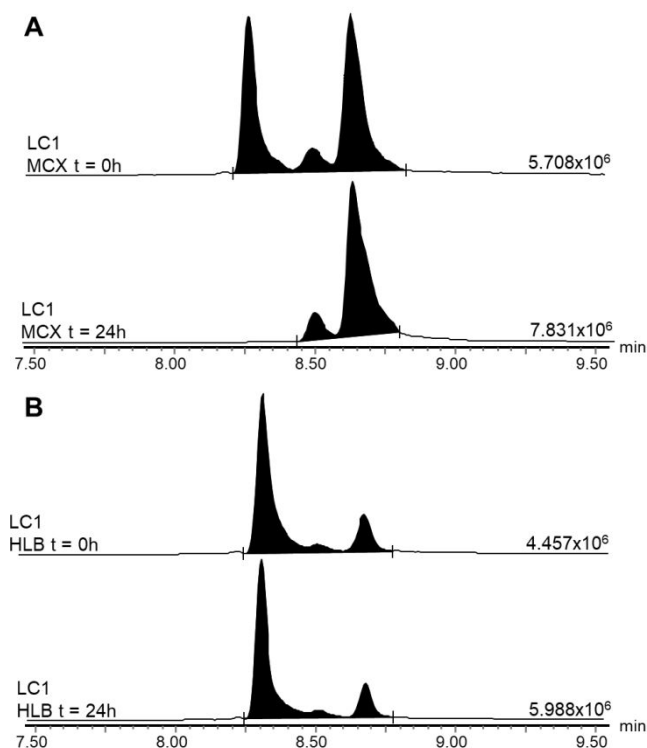 A
LC1
MCX t = 0h
5.708x10⁶
LC1
MCX t = 24h
7.831x10⁶
7.50 8.00 8.50 9.00 9.50 min
B
LC1
HLB t = 0h
4.457x10⁶
LC1
HLB t = 24h
5.988x10⁶
7.50 8.00 8.50 9.00 9.50 min